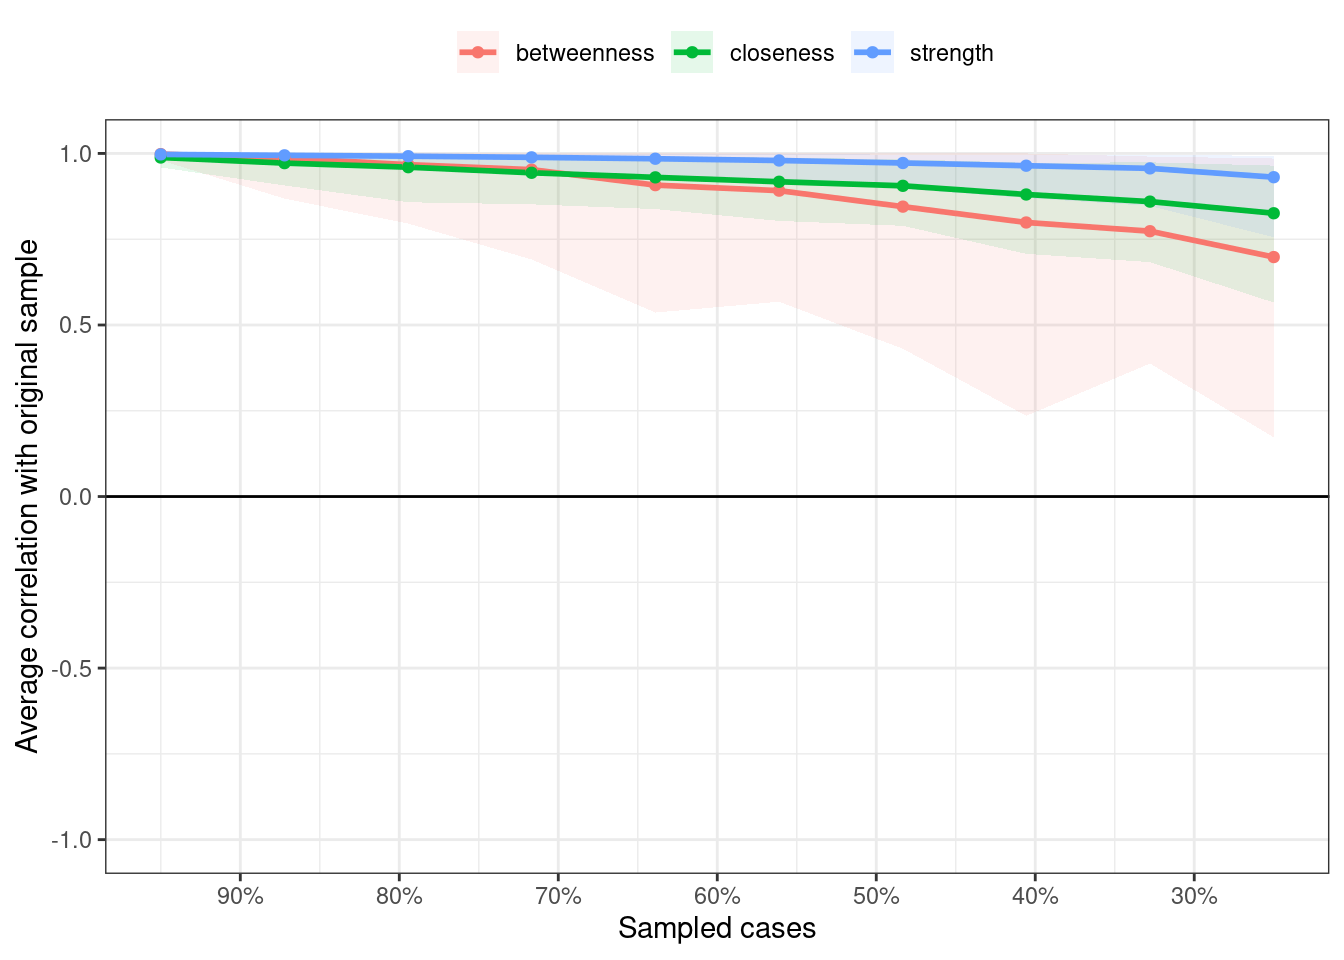 betweenness closeness strength
Average correlation with original sample
1.0
0.5
0.0
-0.5
-1.0
90% 80% 70% 60% 50% 40% 30%
Sampled cases